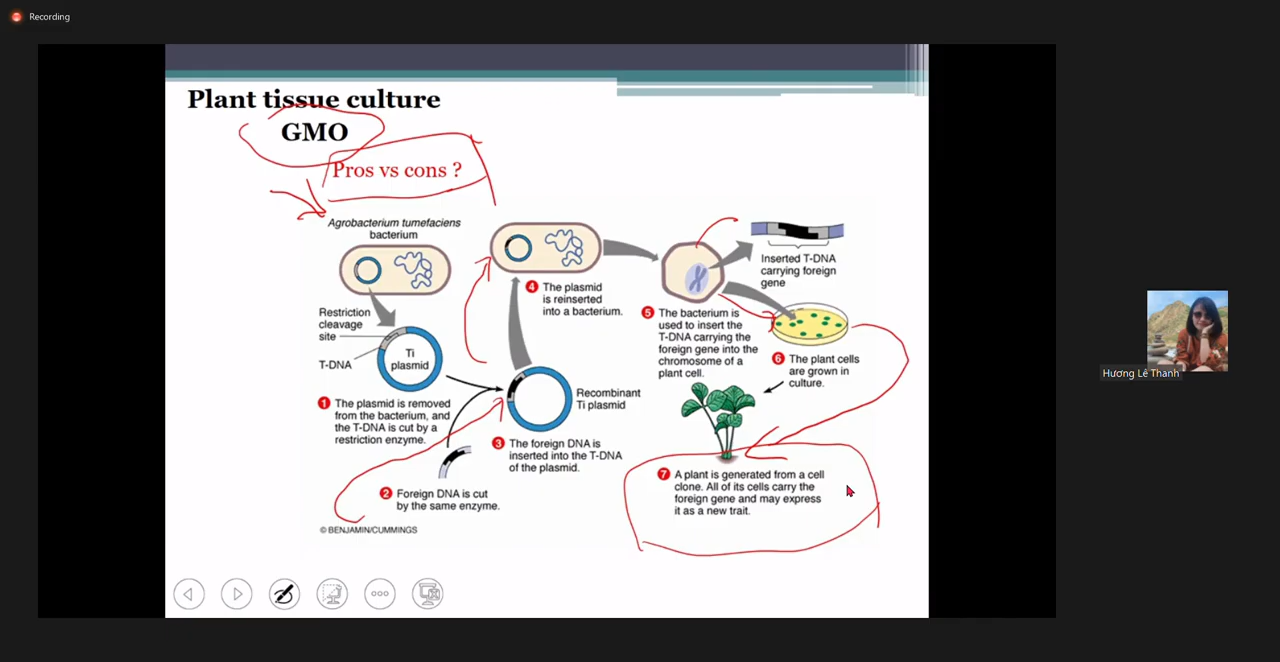 Recording
Plant tissue culture
GMO
Pros vs cons ?
Agrobacterium tumefaciens
bacterium
Restriction
cleavage
site
T-DNA
Ti
plasmid
1 The plasmid is removed
from the bacterium, and
the T-DNA is cut by a
restriction enzyme.
2 Foreign DNA is cut
by the same enzyme.
Recombinant
Ti plasmid
3 The foreign DNA is
inserted into the T-DNA
of the plasmid.
4 The plasmid
is reinserted
into a bacterium.
5 The bacterium is
used to insert the
T-DNA carrying the
foreign gene into the
chromosome of a
plant cell.
Inserted T-DNA
carrying foreign
gene
6 The plant cells
are grown in
culture.
7 A plant is generated from a cell
clone. All of its cells carry the
foreign gene and may express
it as a new trait.
© BENJAMIN/CUMMINGS
Hương Lê Thanh